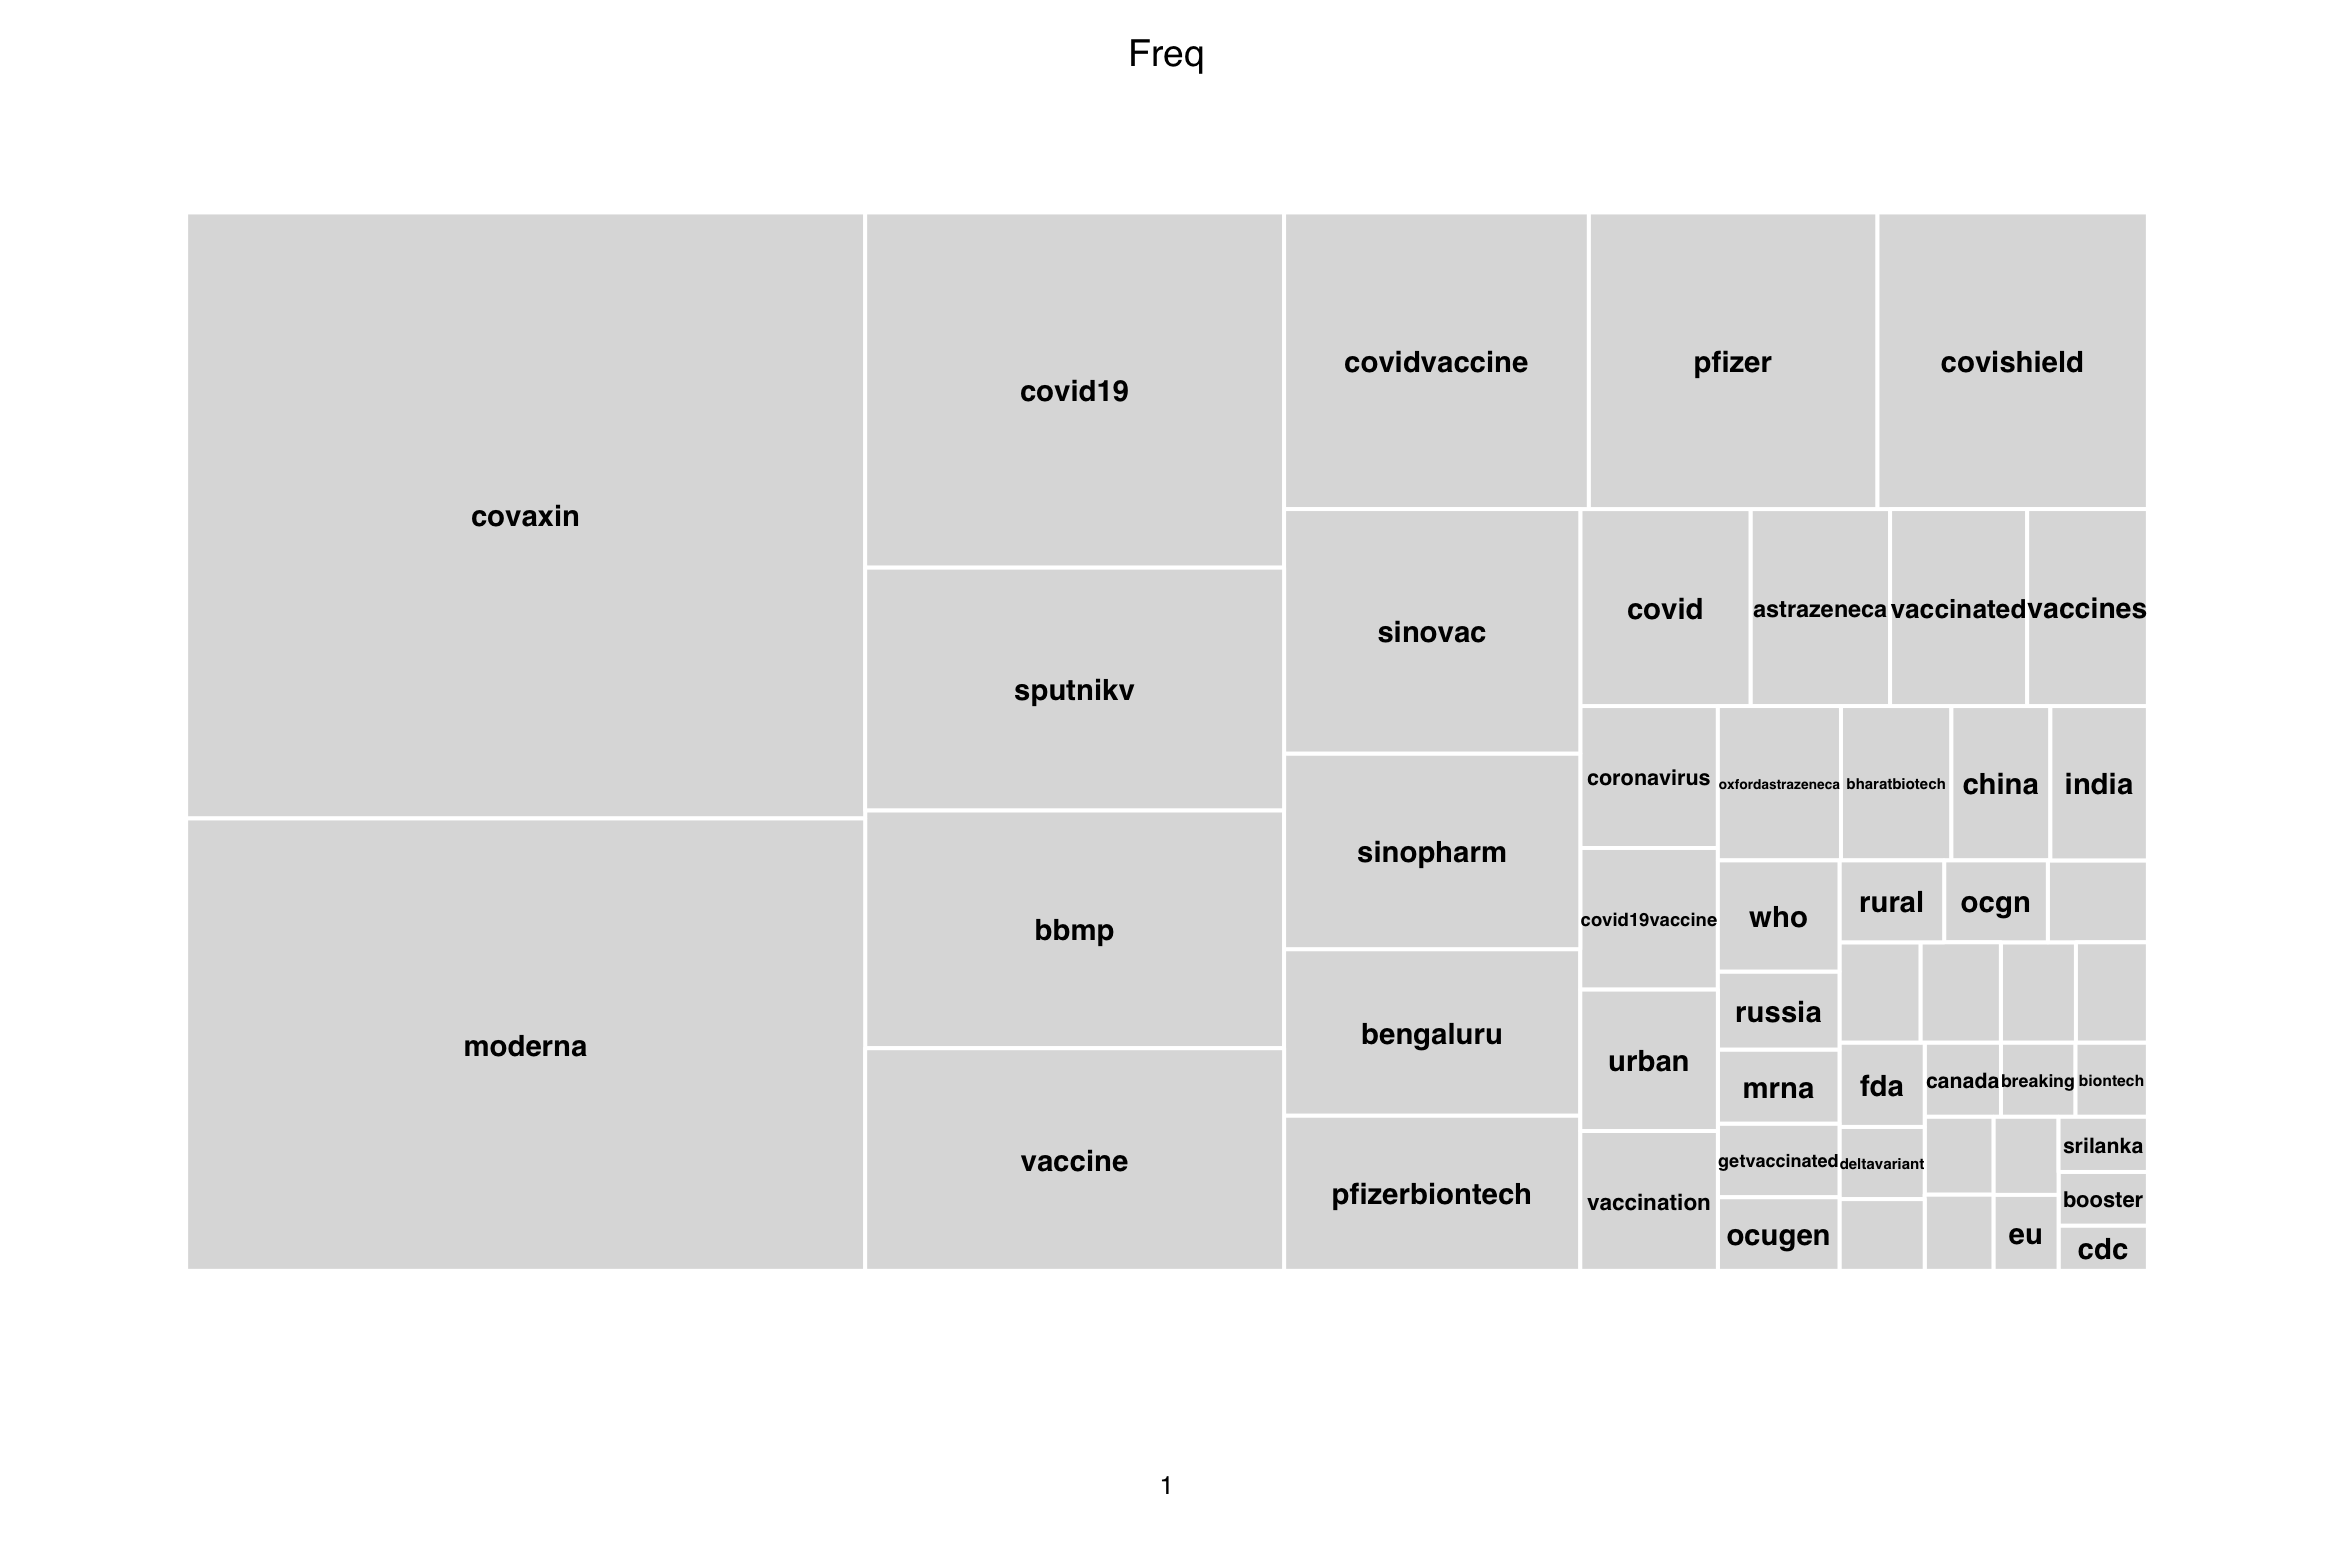 Freq
covaxin
moderna
covid19
sputnikv
bbmp
vaccine
covidvaccine
pfizer
covishield
sinovac
sinopharm
bengaluru
pfizerbiontech
covid
astrazeneca
vaccinated
vaccines
coronavirus
covid19vaccine
urban
vaccination
oxfordastrazeneca
bharatbiotech
china
india
who
russia
mrna
getvaccinated
ocugen
rural
ocgn
fda
deltavariant
canada
breaking
biontech
eu
srilanka
booster
cdc
1